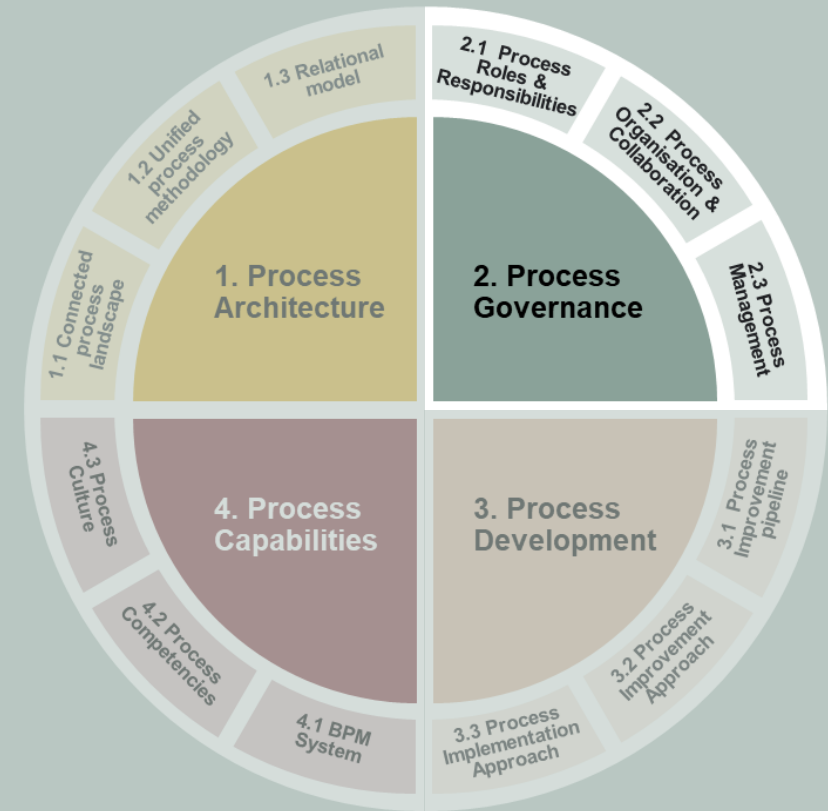 1. Process
Architecture
1.1 Connected
process
landscape
1.2 Unified
process
methodology
1.3 Relational
model
2. Process
Governance
2.1 Process
Roles &
Responsibilities
2.2 Process
Organisation &
Collaboration
2.3 Process
Management
3. Process
Development
3.1 Process
Improvement
pipeline
3.2 Process
Improvement
Approach
3.3 Process
Implementation
Approach
4. Process
Capabilities
4.1 BPM
System
4.2 Process
Competencies
4.3 Process
Culture